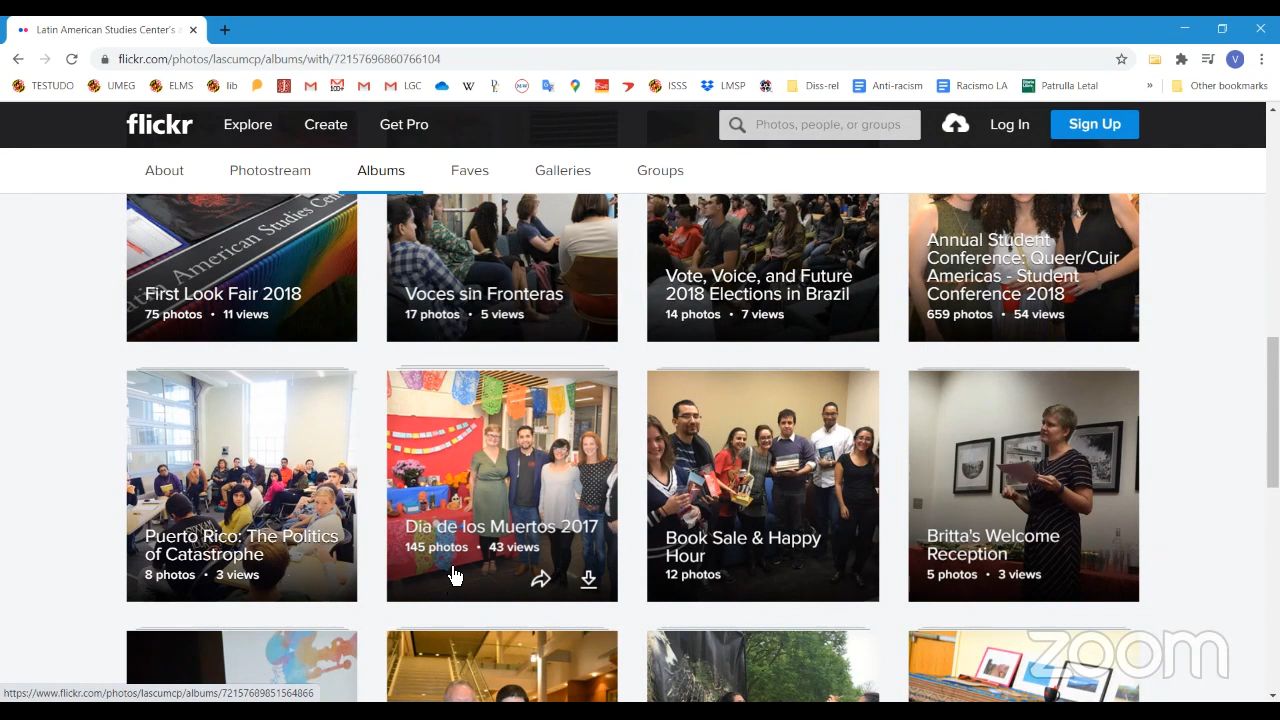 Latin American Studies Center's
flickr.com/photos/lascumcp/albums/with/72157696860766104
TESTUDO UMEG ELMS lib LGC W ISSS LMSP Diss-rel Anti-racism Racismo LA Patrulla Letal » Other bookmarks
V
flickr Explore Create Get Pro Photos, people, or groups Log In Sign Up
About Photostream Albums Faves Galleries Groups
American Studies Cent
First Look Fair 2018
75 photos • 11 views
Voces sin Fronteras
17 photos • 5 views
Vote, Voice, and Future
2018 Elections in Brazil
14 photos • 7 views
Annual Student
Conference: Queer/Cuir
Americas - Student
Conference 2018
659 photos • 54 views
Puerto Rico: The Politics
of Catastrophe
8 photos • 3 views
Dia de los Muertos 2017
145 photos • 43 views
Book Sale & Happy
Hour
12 photos
Britta's Welcome
Reception
5 photos • 3 views
zoom
https://www.flickr.com/photos/lascumcp/albums/72157689851564866